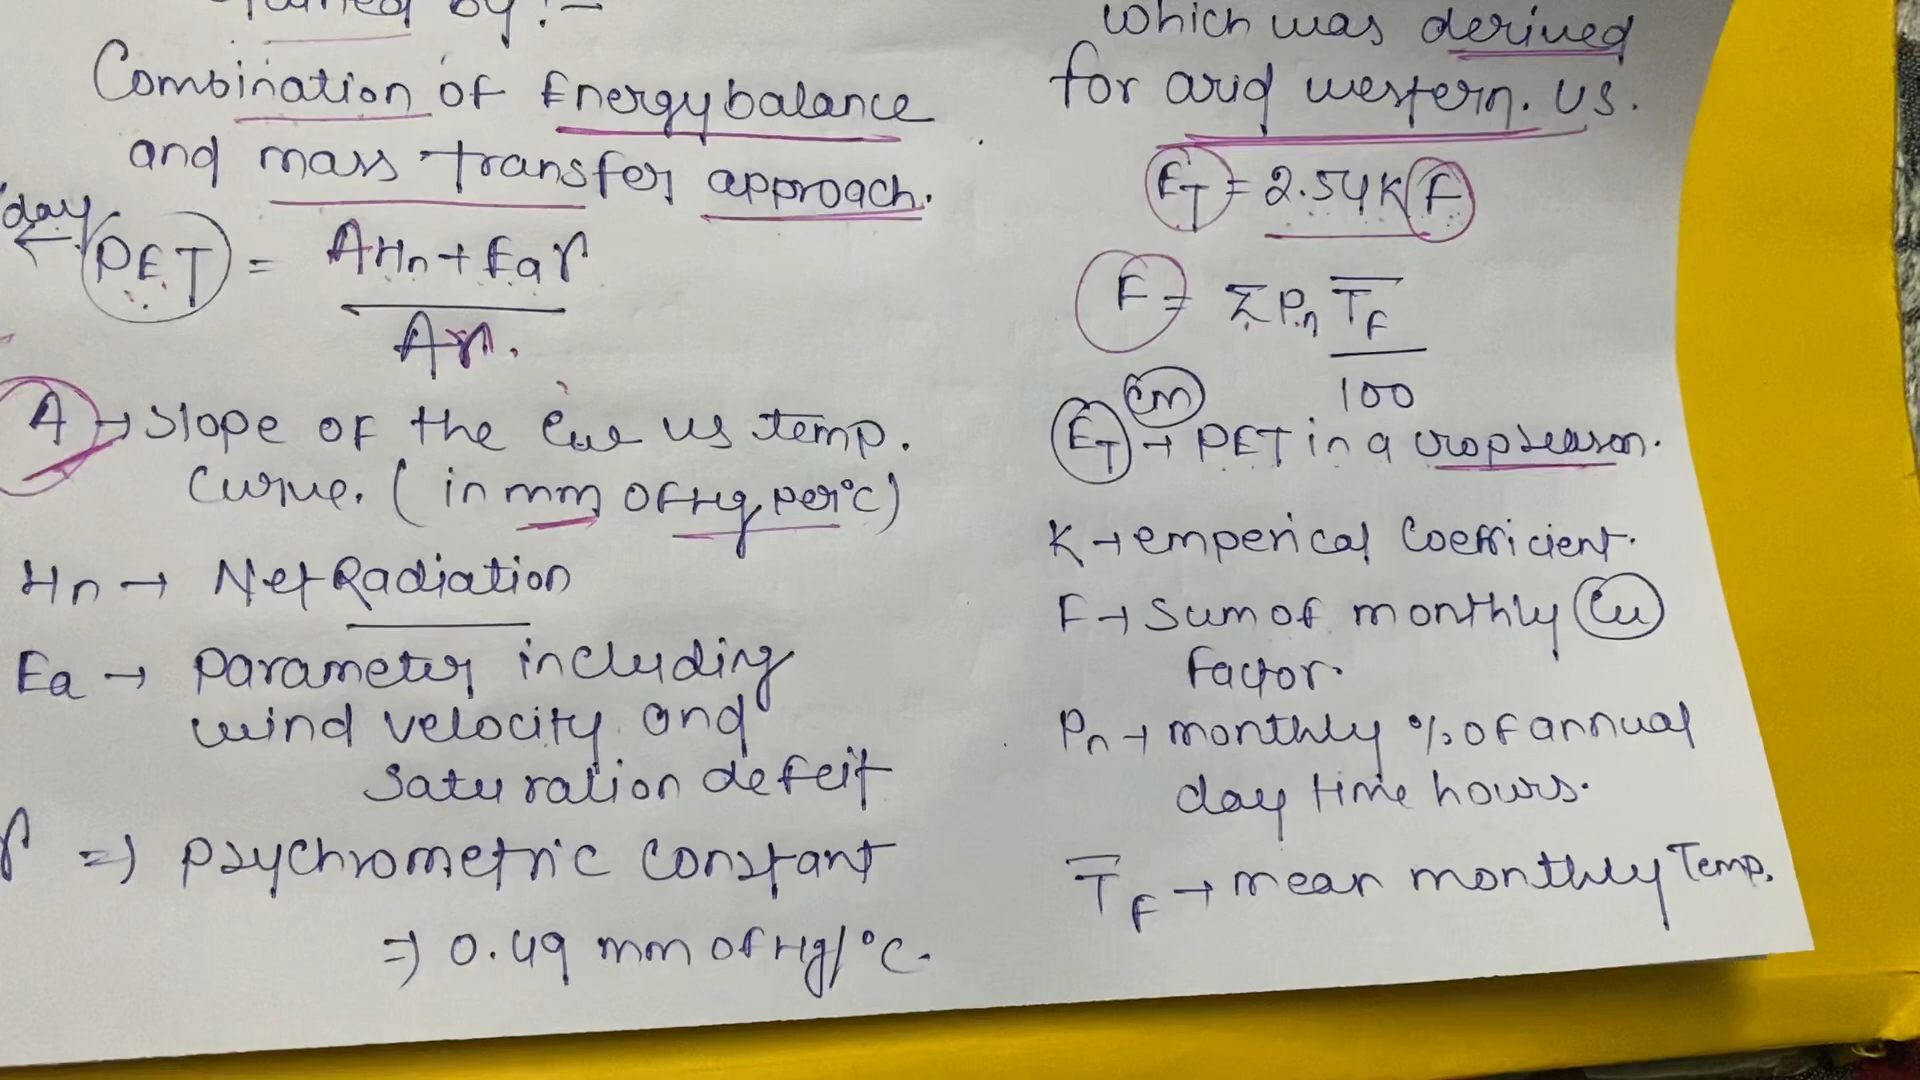 by :-
Combination of Energy balance
and mass transfer approach.
/day
← PET = AHn + Eaγ
Aγ.
A → Slope of the ew vs temp.
Curve. (in mm of Hg per °C)
Hn → Net Radiation
Ea → parameter including
wind velocity and
saturation defeit
γ => psychrometric constant
=> 0.49 mm of Hg/°C.
which was derived
for arid western. US.
ET = 2.54 K F
F = Σ Pn T̅F
100
cm
ET → PET in a crop season.
K → emperical Coefficient.
F → Sum of monthly Cu
factor.
Pn → monthly % of annual
day time hours.
T̅F → mean monthly Temp.